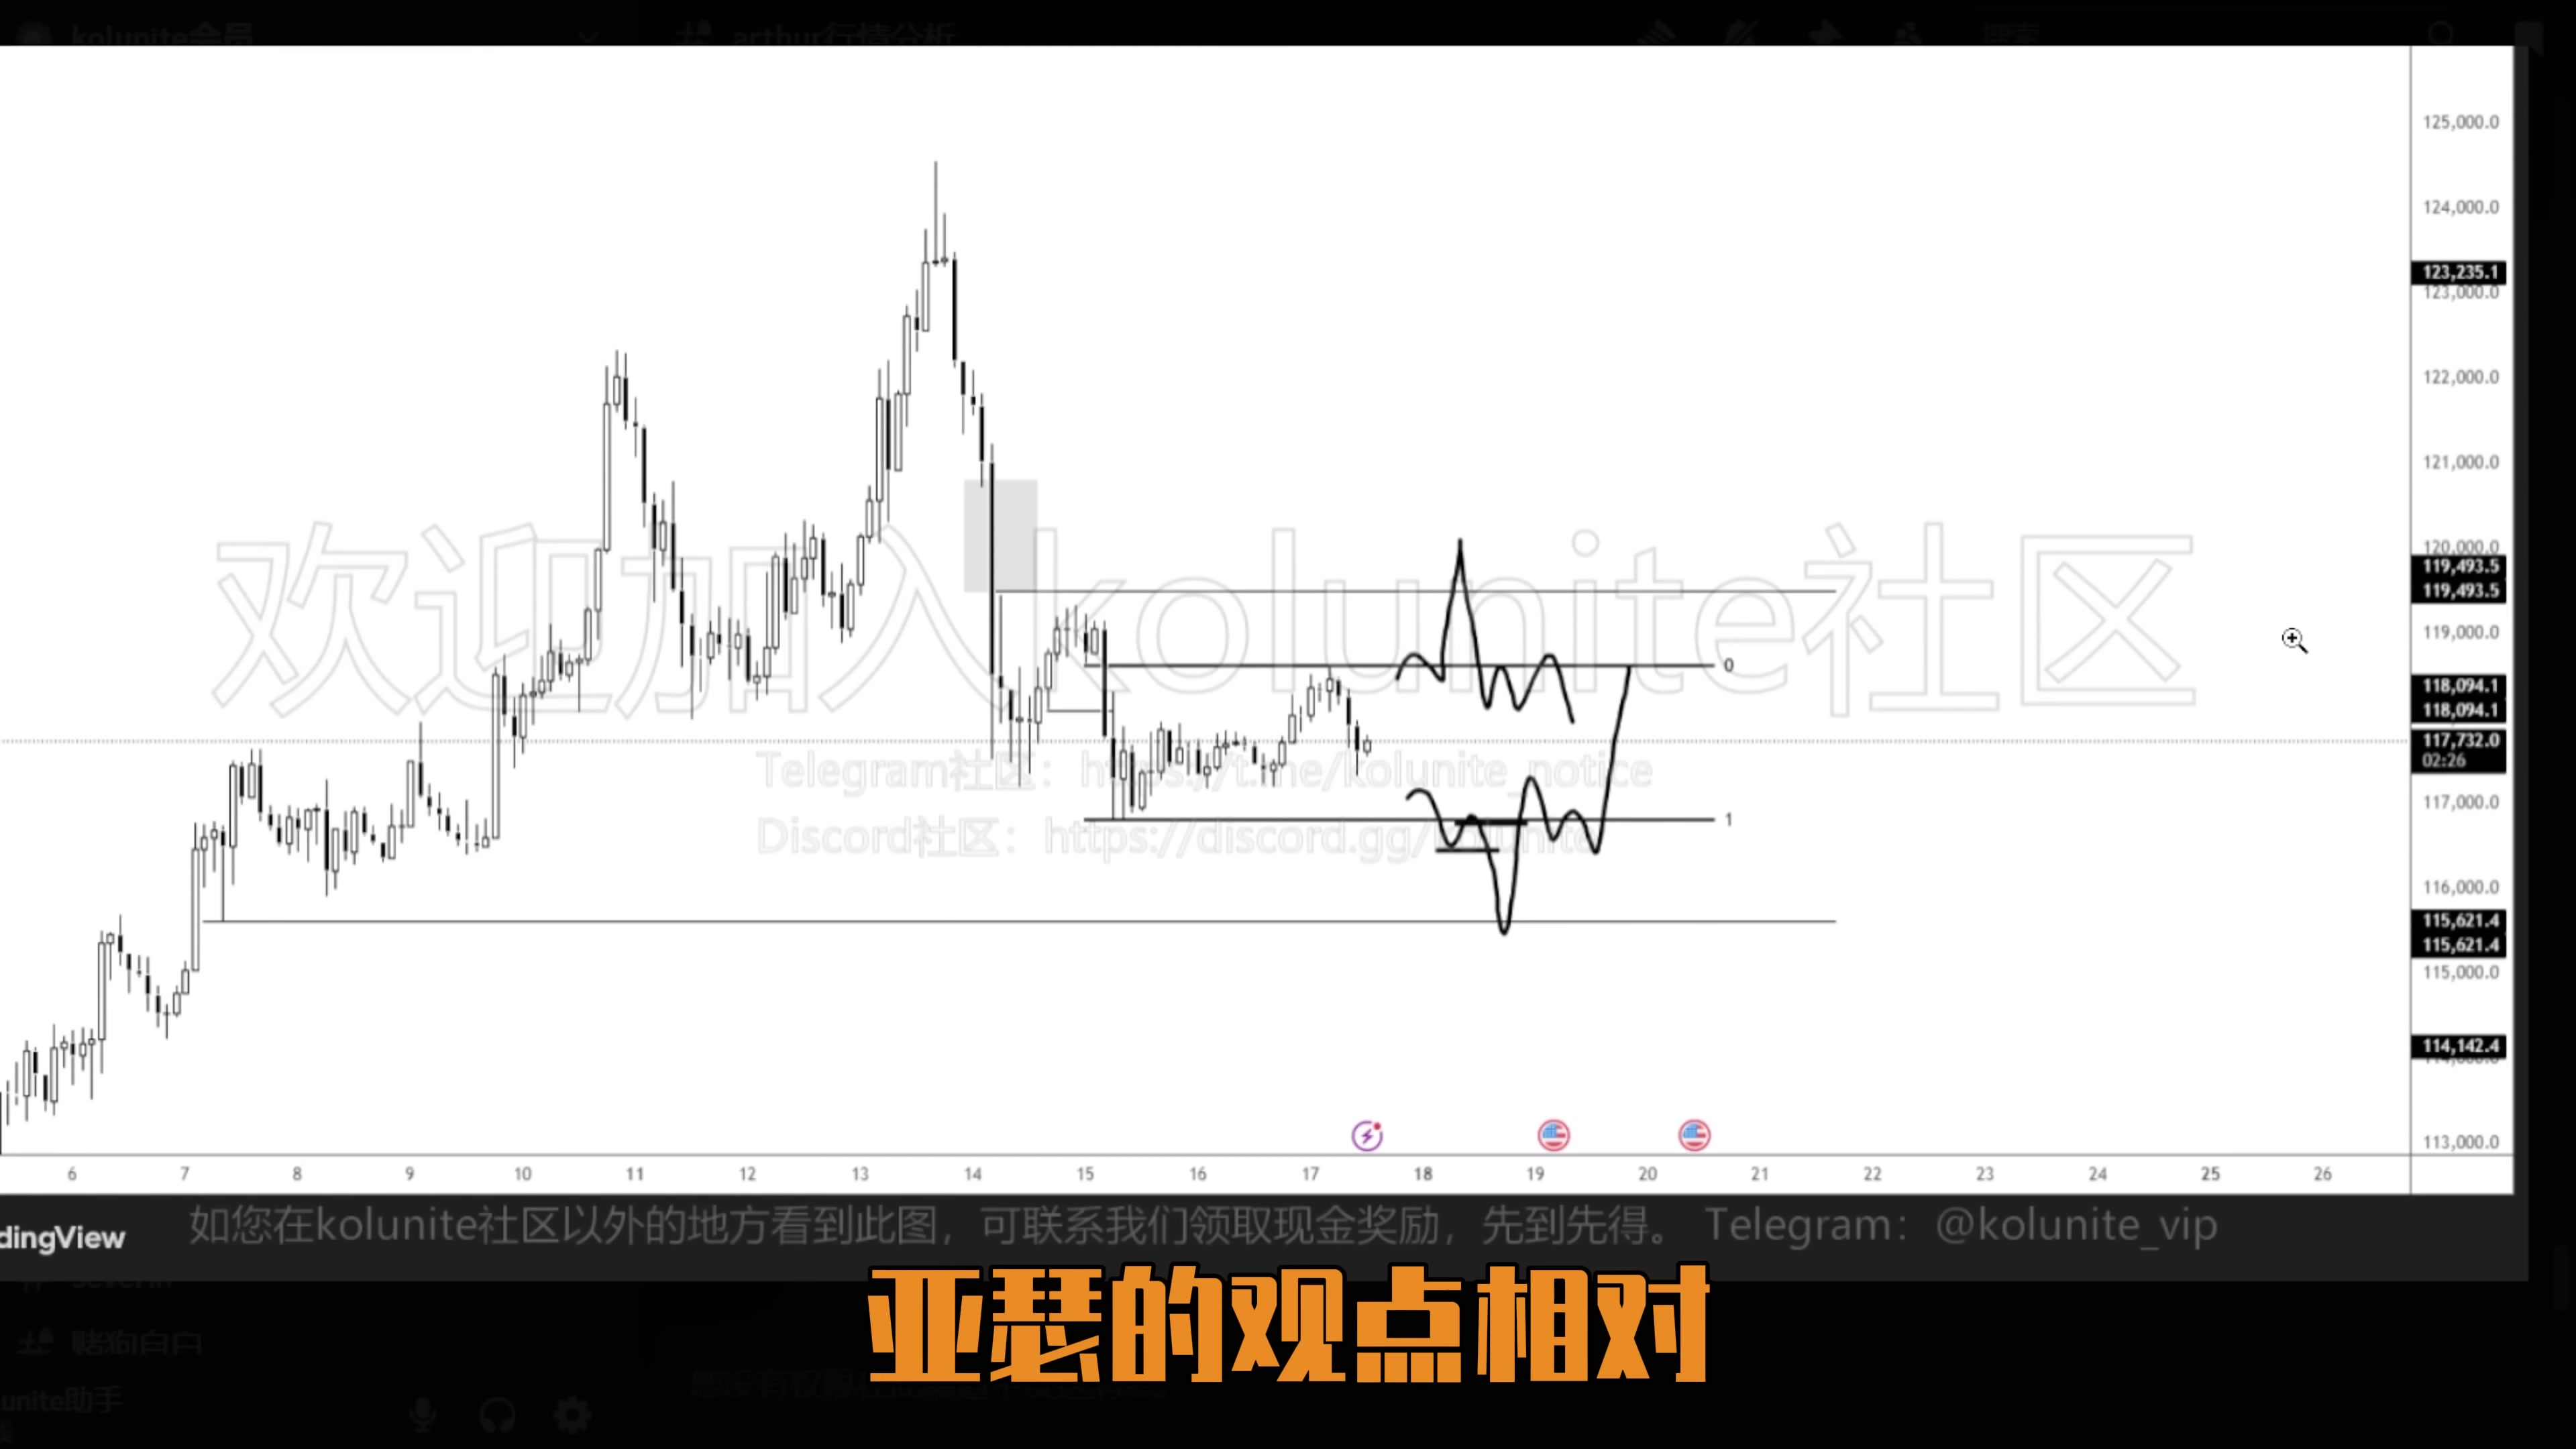 kolunite会员
arthur行情分析
搜索
125,000.0
124,000.0
123,235.1
123,000.0
122,000.0
121,000.0
120,000.0
119,493.5
119,493.5
119,000.0
0
118,094.1
118,094.1
117,732.0
02:26
117,000.0
1
116,000.0
115,621.4
115,621.4
115,000.0
114,142.4
113,000.0
欢迎加入kolunite社区
Telegram社区：https://t.me/kolunite_notice
Discord社区：https://discord.gg/
6 7 8 9 10 11 12 13 14 15 16 17 18 19 20 21 22 23 24 25 26
dingView
如您在kolunite社区以外的地方看到此图，可联系我们领取现金奖励，先到先得。 Telegram：@kolunite_vip
亚瑟的观点相对
赌狗白白
unite助手